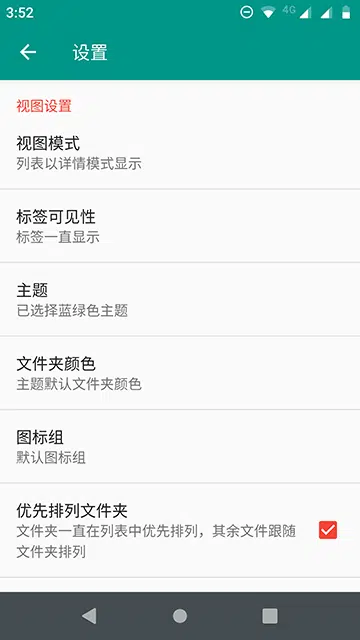 3:52
4G
设置
视图设置
视图模式
列表以详情模式显示
标签可见性
标签一直显示
主题
已选择蓝绿色主题
文件夹颜色
主题默认文件夹颜色
图标组
默认图标组
优先排列文件夹
文件夹一直在列表中优先排列，其余文件跟随
文件夹排列